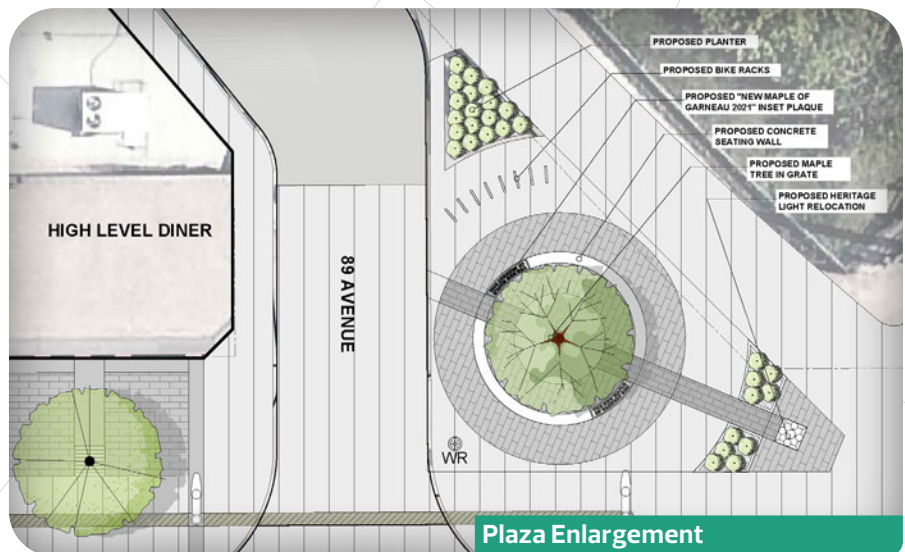 PROPOSED PLANTER
PROPOSED BIKE RACKS
PROPOSED "NEW MAPLE OF
GARNEAU 2021" INSET PLAQUE
PROPOSED CONCRETE
SEATING WALL
PROPOSED MAPLE
TREE IN GRATE
PROPOSED HERITAGE
LIGHT RELOCATION
HIGH LEVEL DINER
89 AVENUE
WR
Plaza Enlargement